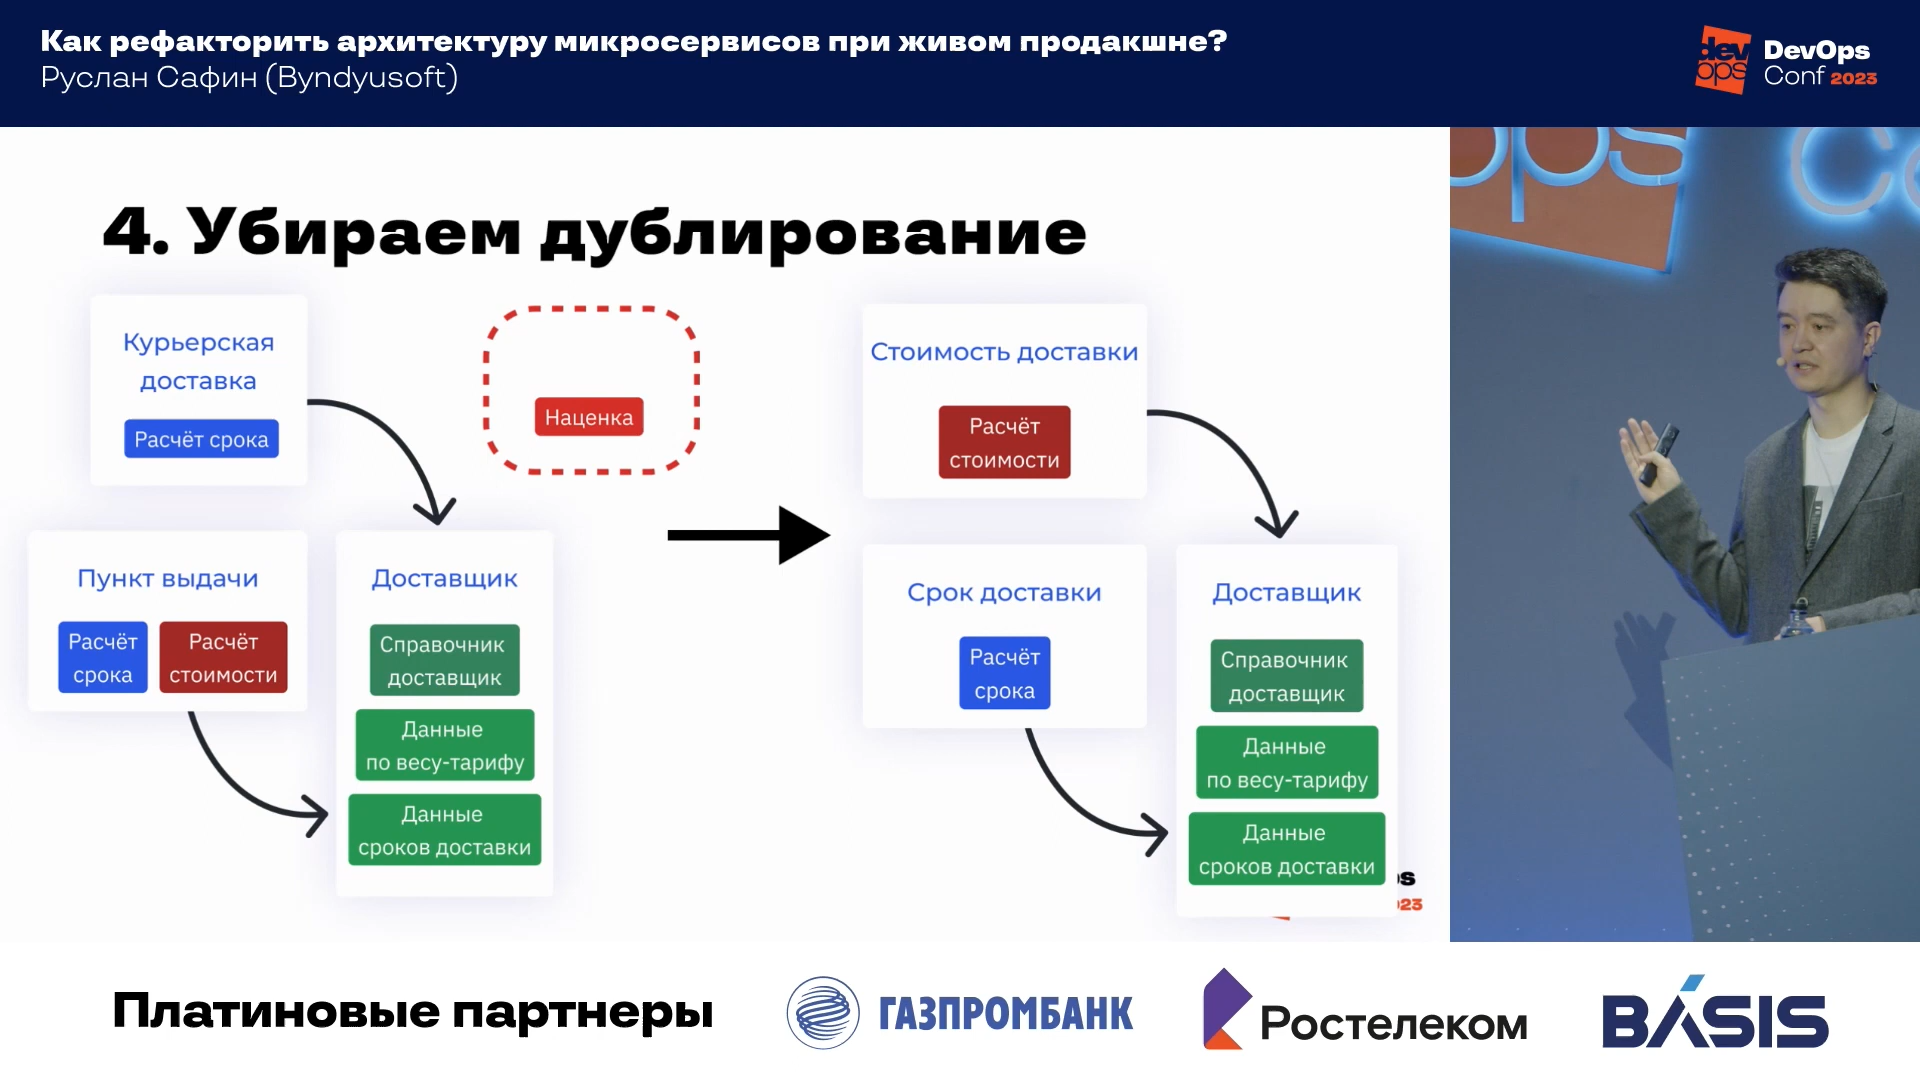 Как рефакторить архитектуру микросервисов при живом продакшне?
Руслан Сафин (Byndyusoft)
dev
ops
DevOps
Conf 2023
4. Убираем дублирование
Курьерская
доставка
Расчёт срока
Наценка
Пункт выдачи
Расчёт
срока
Расчёт
стоимости
Доставщик
Справочник
доставщик
Данные
по весу-тарифу
Данные
сроков доставки
Стоимость доставки
Расчёт
стоимости
Срок доставки
Расчёт
срока
Доставщик
Справочник
доставщик
Данные
по весу-тарифу
Данные
сроков доставки
ops
Платиновые партнеры
ГАЗПРОМБАНК
Ростелеком
BASIS